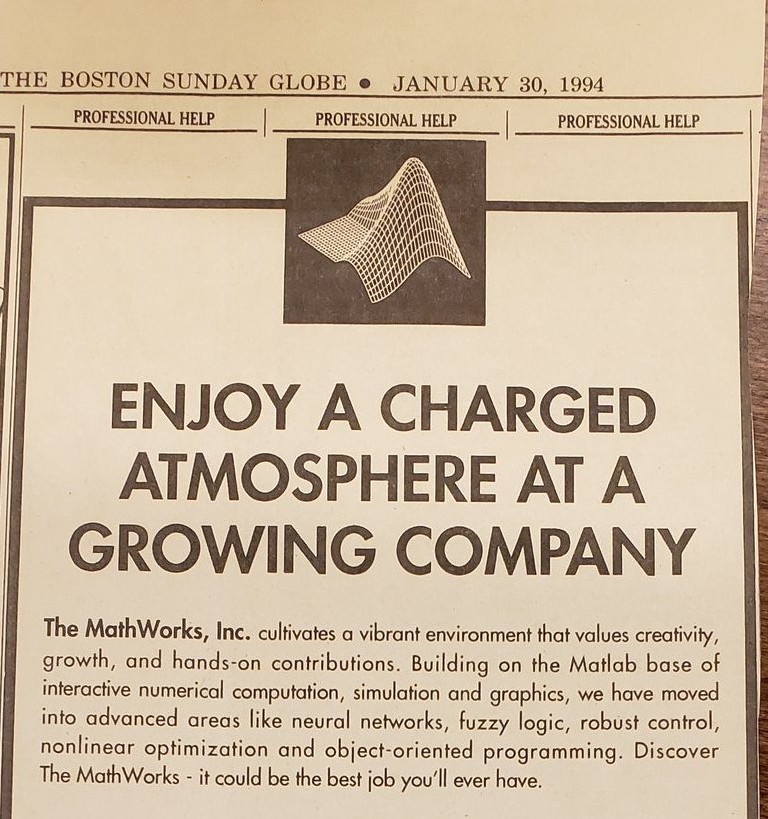 THE BOSTON SUNDAY GLOBE • JANUARY 30, 1994
PROFESSIONAL HELP
PROFESSIONAL HELP
PROFESSIONAL HELP
ENJOY A CHARGED
ATMOSPHERE AT A
GROWING COMPANY
The MathWorks, Inc. cultivates a vibrant environment that values creativity,
growth, and hands-on contributions. Building on the Matlab base of
interactive numerical computation, simulation and graphics, we have moved
into advanced areas like neural networks, fuzzy logic, robust control,
nonlinear optimization and object-oriented programming. Discover
The MathWorks - it could be the best job you'll ever have.